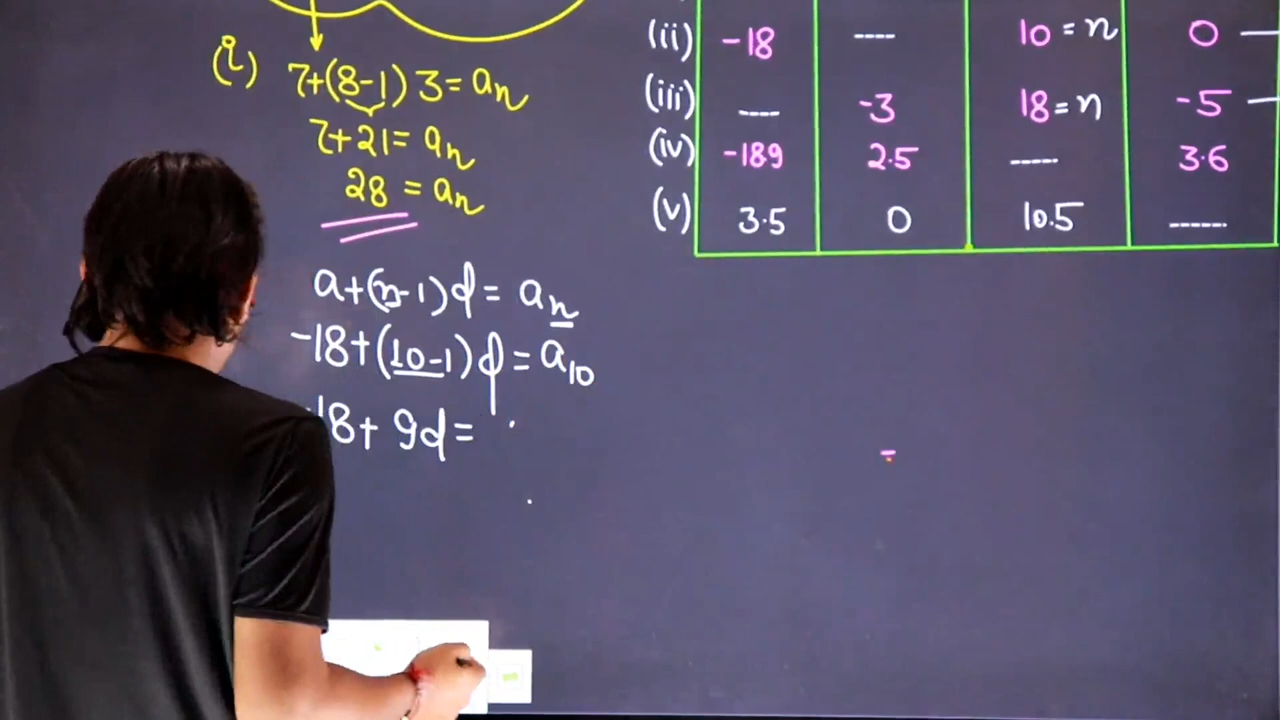 (i) 7+(8-1) 3 = an
7+21 = an
28 = an
a+(n-1)d = an
-18+(10-1)d = a10
18+ 9d =
(ii) -18 ---- 10 = n 0 —
(iii) ---- -3 18 = n -5 —
(iv) -189 2.5 ----- 3.6
(v) 3.5 0 10.5 ------